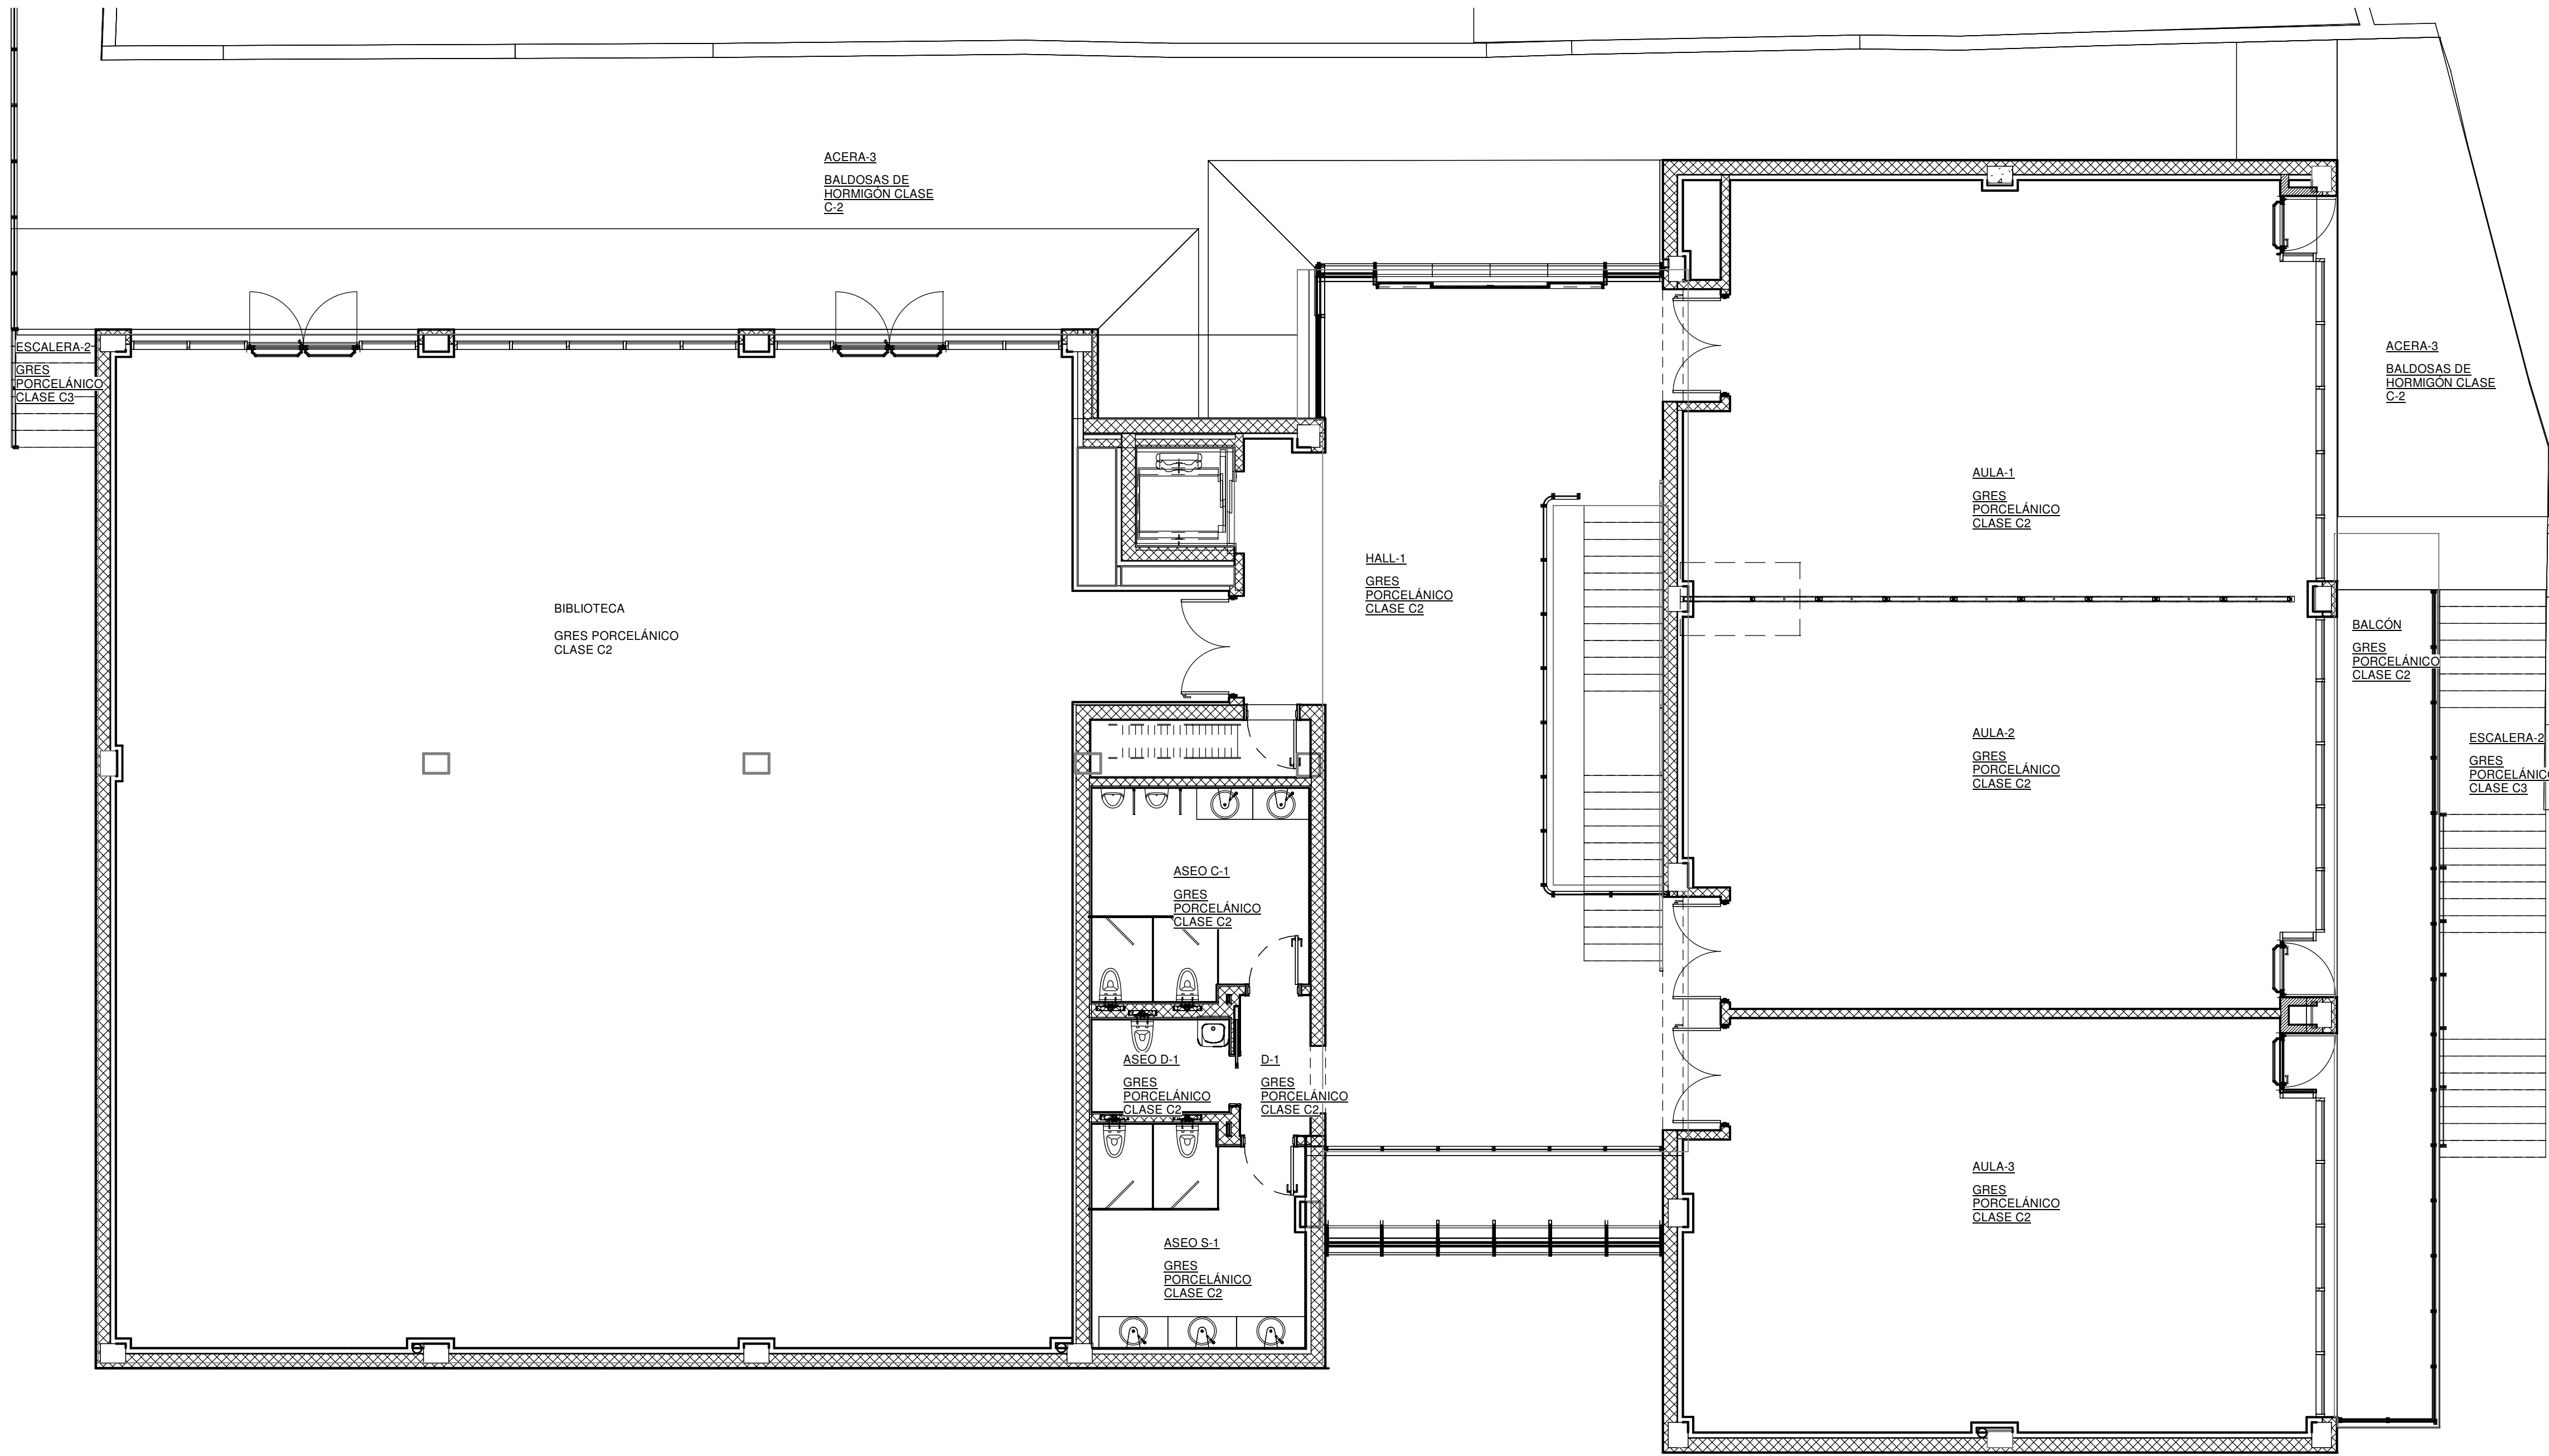 ACERA-3
BALDOSAS DE
HORMIGÓN CLASE
C-2
ESCALERA-2
GRES
PORCELÁNICO
CLASE C3
ACERA-3
BALDOSAS DE
HORMIGÓN CLASE
C-2
AULA-1
GRES
PORCELÁNICO
CLASE C2
HALL-1
GRES
PORCELÁNICO
CLASE C2
BIBLIOTECA
GRES PORCELÁNICO
CLASE C2
BALCÓN
GRES
PORCELÁNICO
CLASE C2
AULA-2
GRES
PORCELÁNICO
CLASE C2
ESCALERA-2
GRES
PORCELÁNICO
CLASE C3
ASEO C-1
GRES
PORCELÁNICO
CLASE C2
ASEO D-1
GRES
PORCELÁNICO
CLASE C2
D-1
GRES
PORCELÁNICO
CLASE C2
AULA-3
GRES
PORCELÁNICO
CLASE C2
ASEO S-1
GRES
PORCELÁNICO
CLASE C2